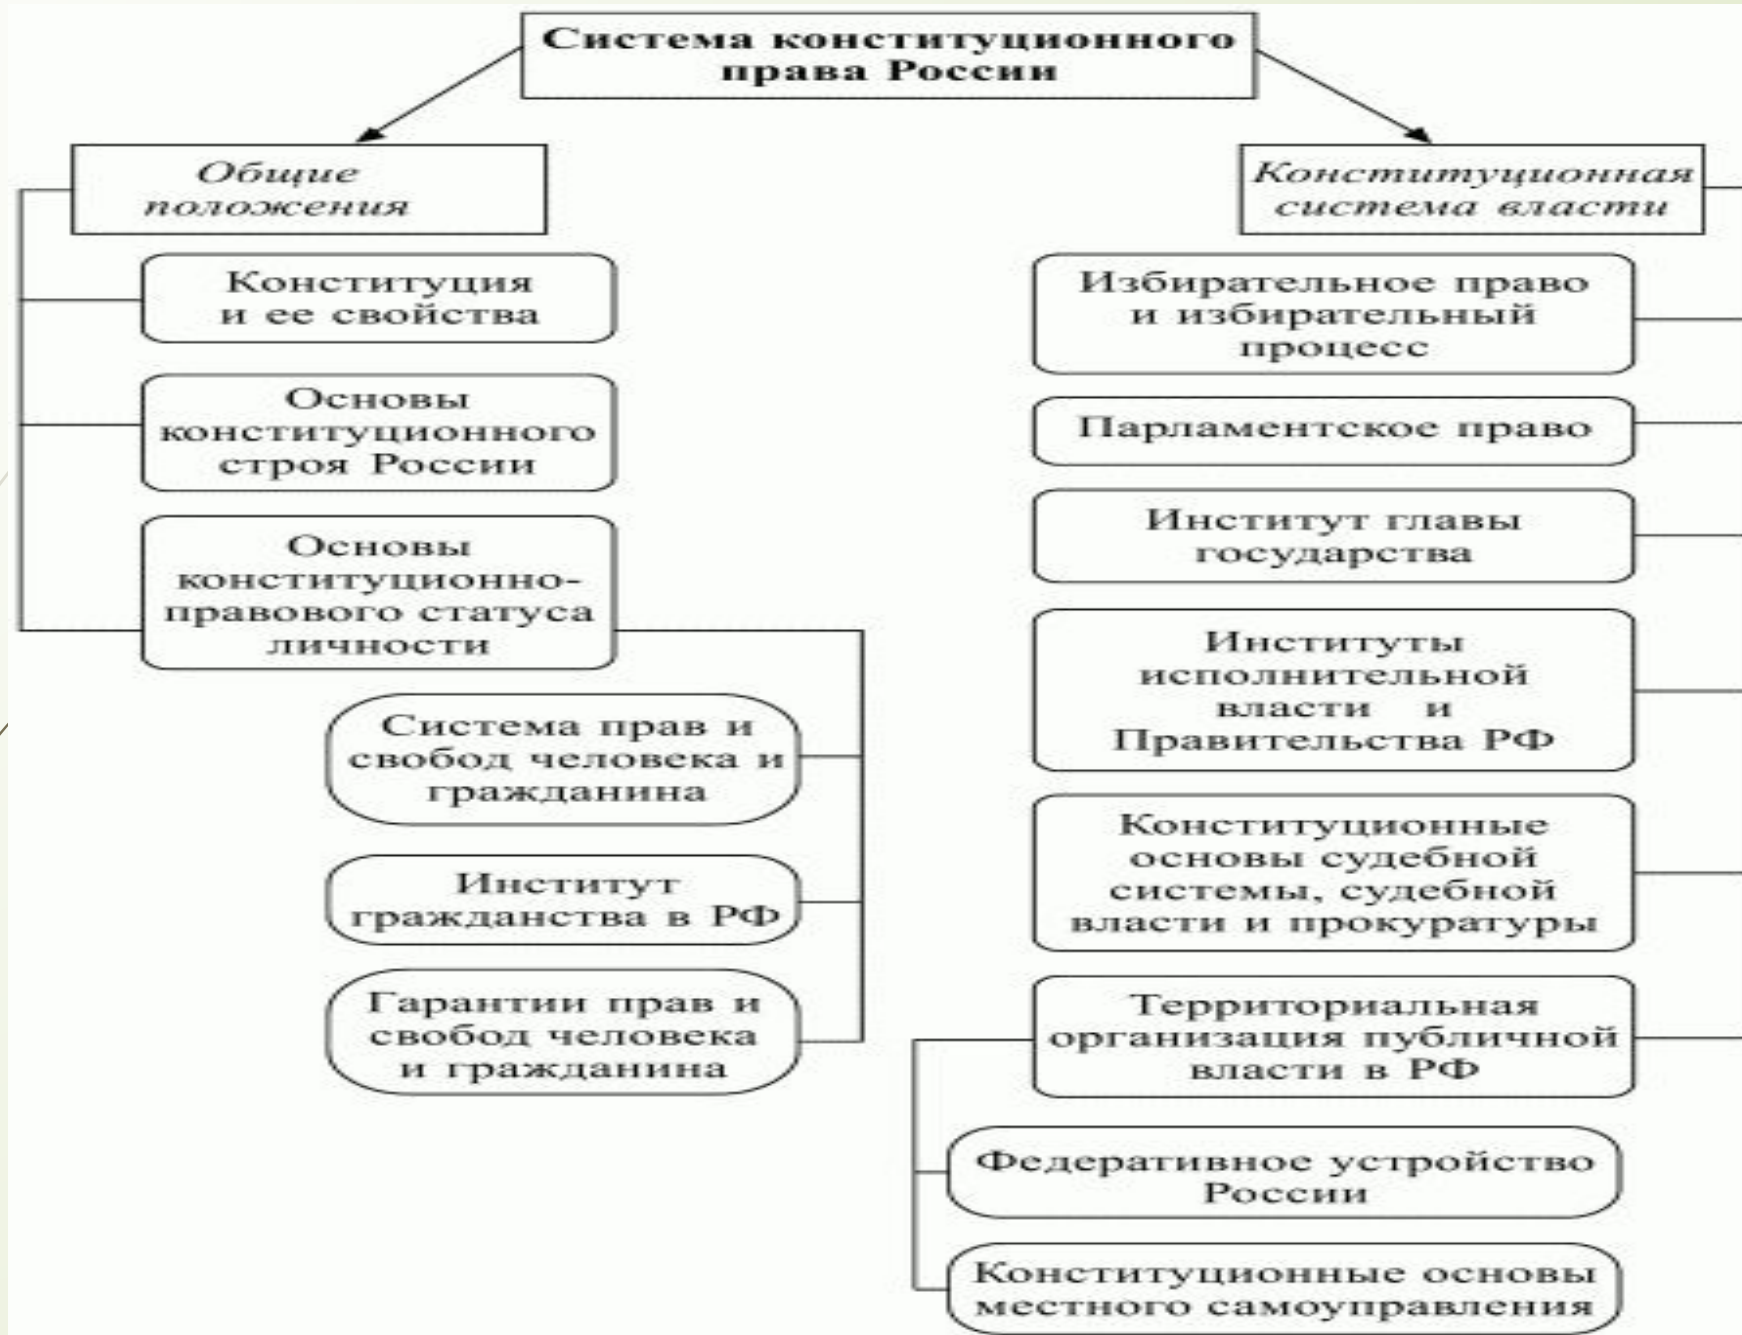 Система конституционного
права России
Общие
положения
Конституция
и ее свойства
Основы
конституционного
строя России
Основы
конституционно-
правового статуса
личности
Система прав и
свобод человека и
гражданина
Институт
гражданства в РФ
Гарантии прав и
свобод человека
и гражданина
Конституционная
система власти
Избирательное право
и избирательный
процесс
Парламентское право
Институт главы
государства
Институты
исполнительной
власти и
Правительства РФ
Конституционные
основы судебной
системы, судебной
власти и прокуратуры
Территориальная
организация публичной
власти в РФ
Федеративное устройство
России
Конституционные основы
местного самоуправления